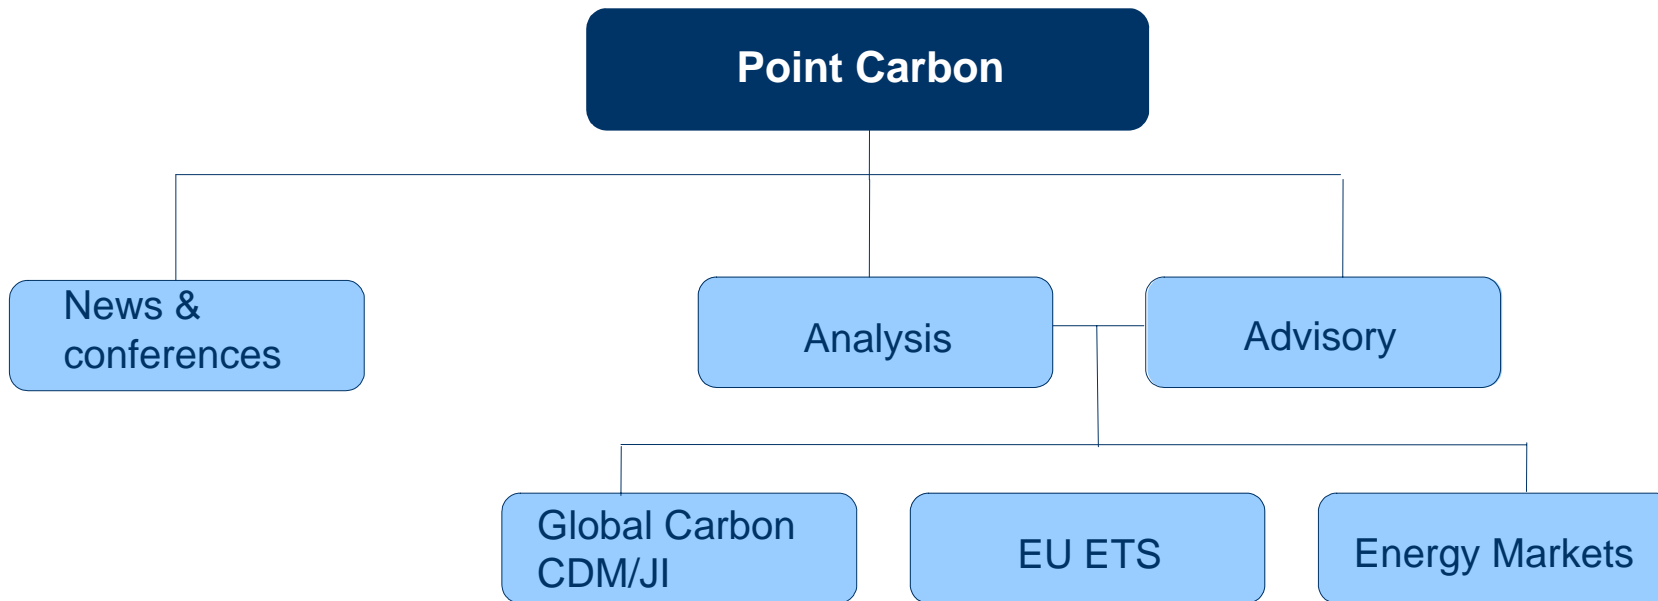 Point Carbon
News &
conferences
Analysis
Advisory
Global Carbon
CDM/JI
EU ETS
Energy Markets